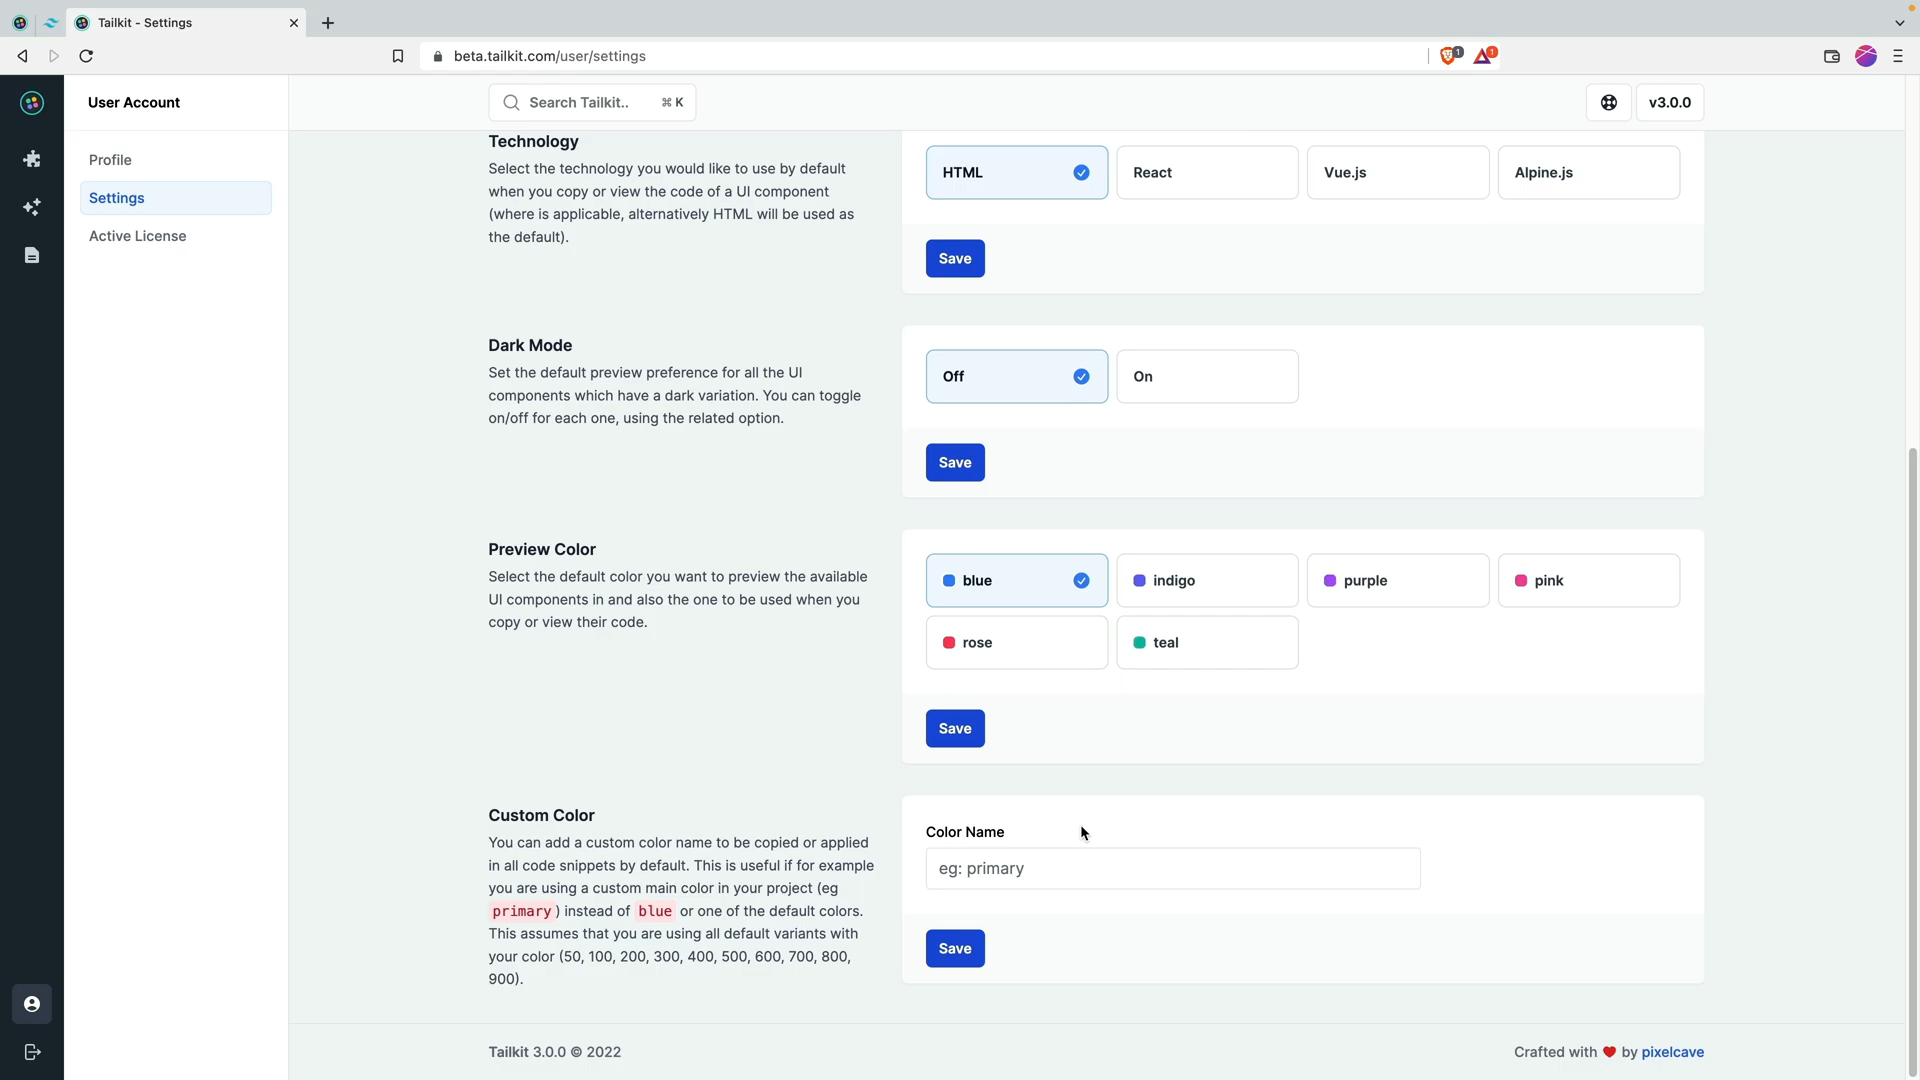 Tailkit - Settings
beta.tailkit.com/user/settings
1
1
User Account
Search Tailkit..
⌘ K
v3.0.0
Profile
Settings
Active License
Technology
Select the technology you would like to use by default
when you copy or view the code of a UI component
(where is applicable, alternatively HTML will be used as
the default).
HTML
React
Vue.js
Alpine.js
Save
Dark Mode
Set the default preview preference for all the UI
components which have a dark variation. You can toggle
on/off for each one, using the related option.
Off
On
Save
Preview Color
Select the default color you want to preview the available
UI components in and also the one to be used when you
copy or view their code.
blue
indigo
purple
pink
rose
teal
Save
Custom Color
You can add a custom color name to be copied or applied
in all code snippets by default. This is useful if for example
you are using a custom main color in your project (eg
primary ) instead of blue or one of the default colors.
This assumes that you are using all default variants with
your color (50, 100, 200, 300, 400, 500, 600, 700, 800,
900).
Color Name
eg: primary
Save
Tailkit 3.0.0 © 2022
Crafted with ❤ by pixelcave